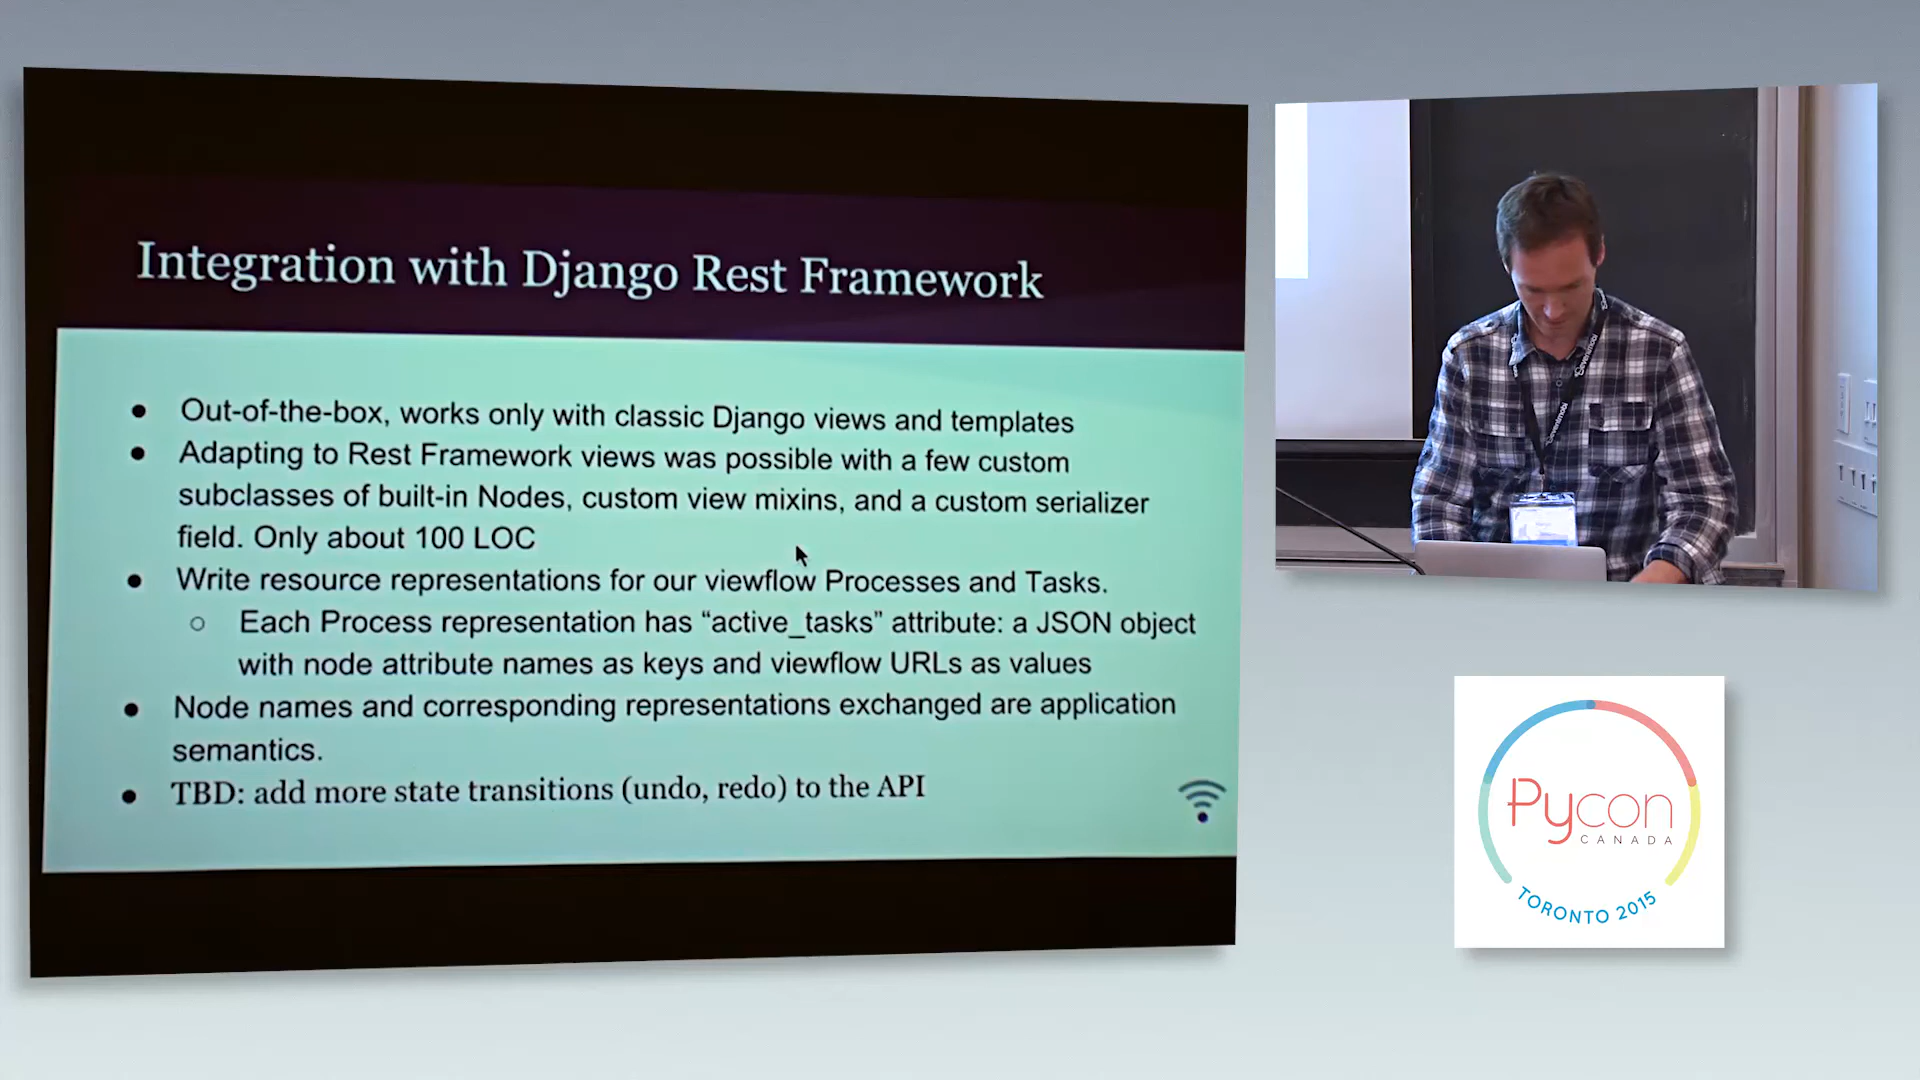 Integration with Django Rest Framework
● Out-of-the-box, works only with classic Django views and templates
● Adapting to Rest Framework views was possible with a few custom
subclasses of built-in Nodes, custom view mixins, and a custom serializer
field. Only about 100 LOC
● Write resource representations for our viewflow Processes and Tasks.
○ Each Process representation has “active_tasks” attribute: a JSON object
with node attribute names as keys and viewflow URLs as values
● Node names and corresponding representations exchanged are application
semantics.
● TBD: add more state transitions (undo, redo) to the API
eventmobi
eventmobi
Pycon
CANADA
TORONTO 2015